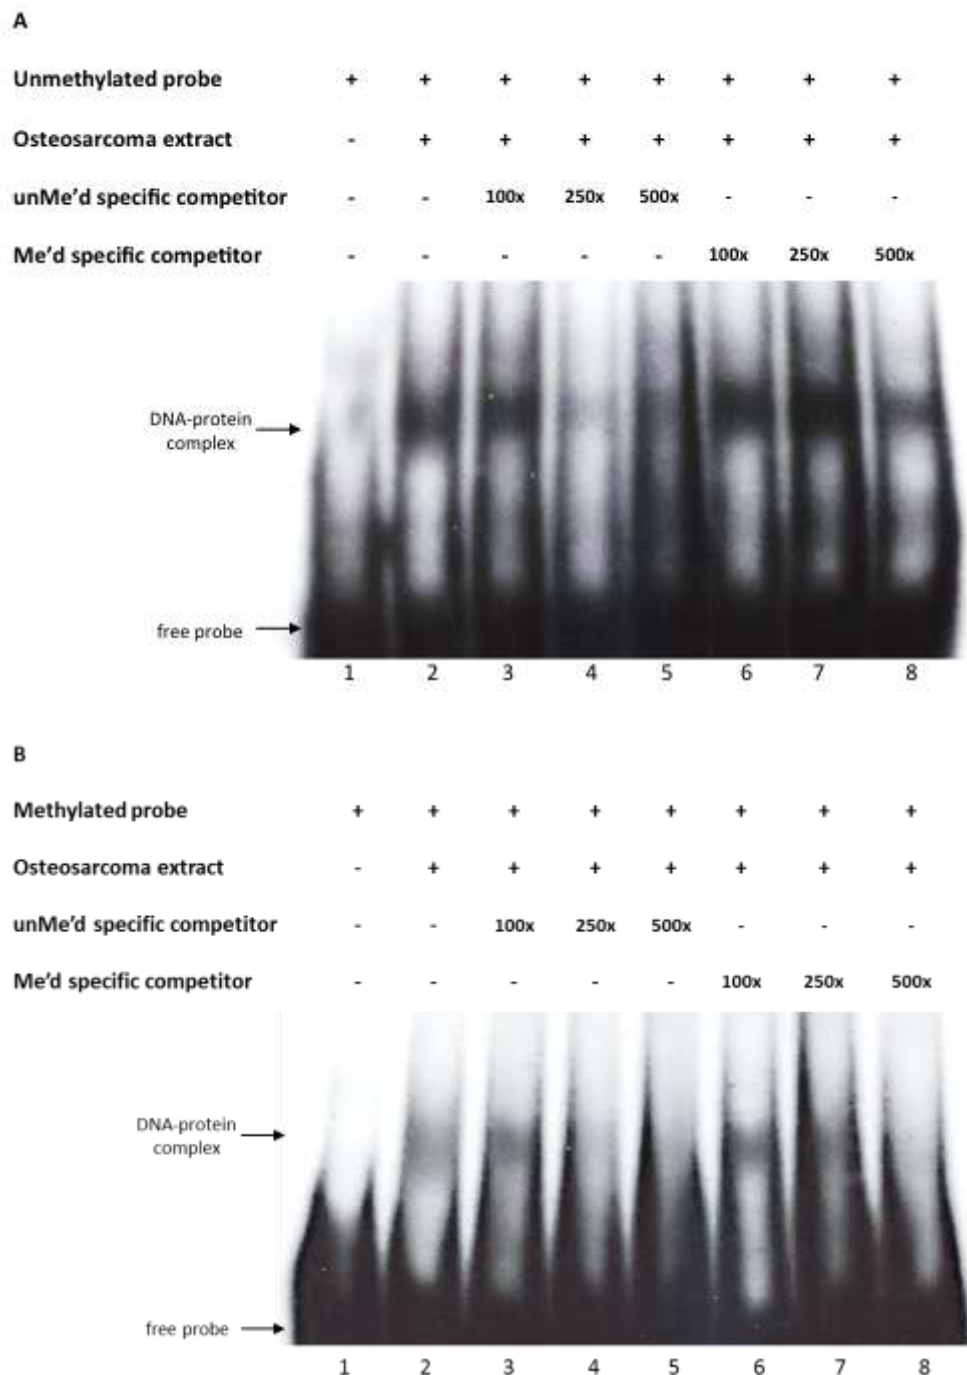 A
Unmethylated probe + + + + + + + +
Osteosarcoma extract - + + + + + + +
unMe'd specific competitor - - 100x 250x 500x - - -
Me'd specific competitor - - - - - 100x 250x 500x
DNA-protein
complex
free probe
1 2 3 4 5 6 7 8
B
Methylated probe + + + + + + + +
Osteosarcoma extract - + + + + + + +
unMe'd specific competitor - - 100x 250x 500x - - -
Me'd specific competitor - - - - - 100x 250x 500x
DNA-protein
complex
free probe
1 2 3 4 5 6 7 8